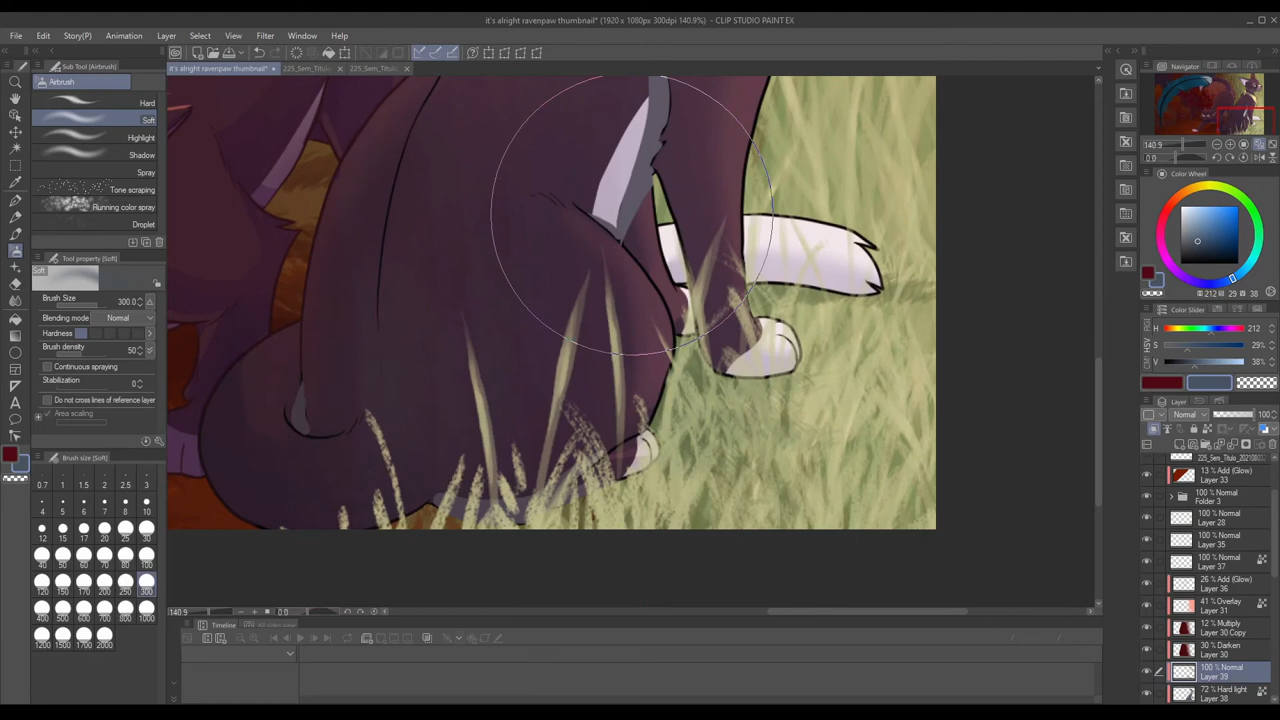 it's alright ravenpaw thumbnail* (1920 x 1080px 300dpi 140.9%) - CLIP STUDIO PAINT EX
File Edit Story(P) Animation Layer Select View Filter Window Help
Sub Tool [Airbrush]
it's alright ravenpaw thumbnail*
225_Sem_Titulo
225_Sem_Titulo
Navigator
Airbrush
Hard
Soft
Highlight
Shadow
Spray
Tone scraping
Running color spray
Droplet
140.9
0.0
Color Wheel
Tool property [Soft]
Soft
Brush Size 300.0
Blending mode Normal
Hardness
Brush density 50
Continuous spraying
Stabilization 0
Do not cross lines of reference layer
Area scaling
212 29 38
Color Slider
H 212
S 29%
V 38%
HSV
Layer
Normal 100
Brush size [Soft]
0.7 1 1.5 2 2.5 3
4 5 6 7 8 10
12 15 17 20 25 30
40 50 60 70 80 100
120 150 170 200 250 300
400 500 600 700 800 1000
1200 1500 1700 2000
225_Sem_Titulo_20210803
13 % Add (Glow)
Layer 33
100 % Normal
Folder 3
100 % Normal
Layer 28
100 % Normal
Layer 35
100 % Normal
Layer 37
26 % Add (Glow)
Layer 36
41 % Overlay
Layer 31
12 % Multiply
Layer 30 Copy
30 % Darken
Layer 30
100 % Normal
Layer 39
72 % Hard light
Layer 38
140.9
0.0
Timeline